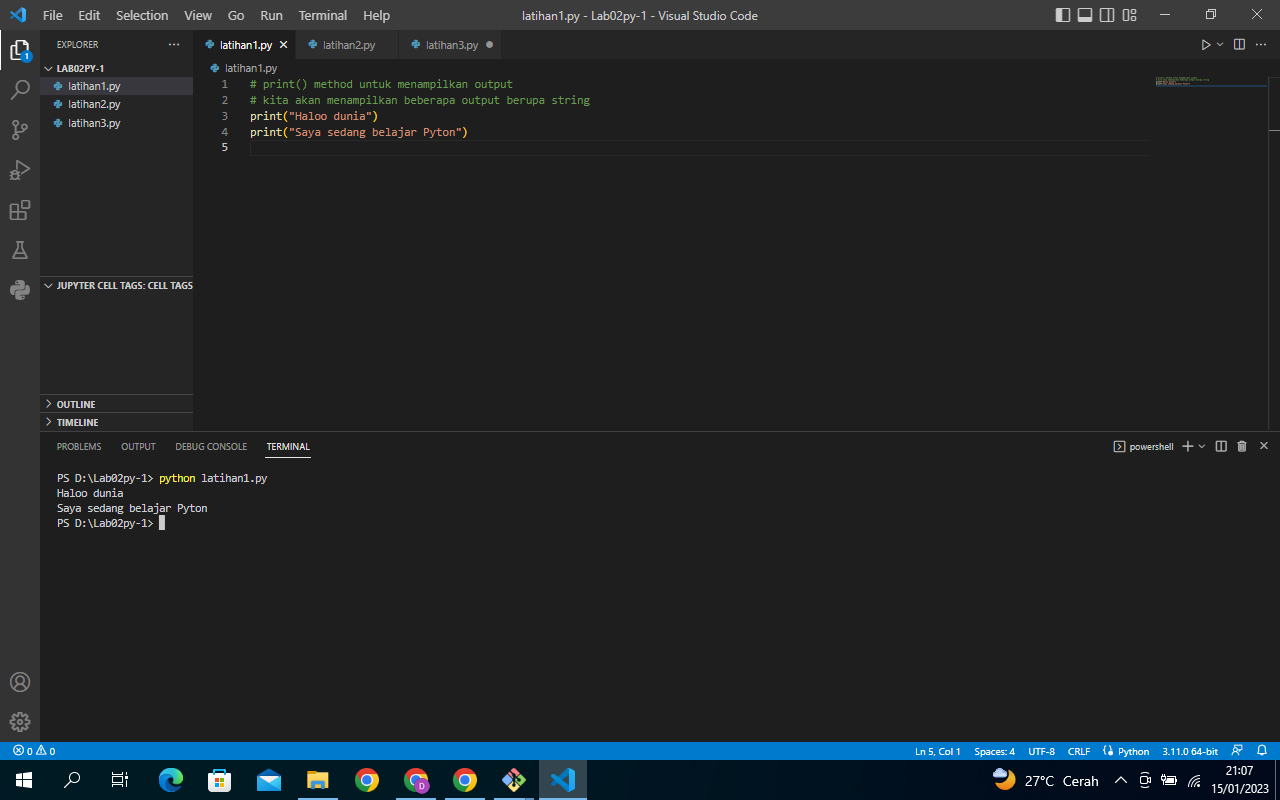 File Edit Selection View Go Run Terminal Help
latihan1.py - Lab02py-1 - Visual Studio Code
EXPLORER
latihan1.py latihan2.py latihan3.py
LAB02PY-1
latihan1.py
latihan2.py
latihan3.py
latihan1.py
1 # print() method untuk menampilkan output
2 # kita akan menampilkan beberapa output berupa string
3 print("Haloo dunia")
4 print("Saya sedang belajar Pyton")
5
JUPYTER CELL TAGS: CELL TAGS
OUTLINE
TIMELINE
PROBLEMS OUTPUT DEBUG CONSOLE TERMINAL
powershell
PS D:\Lab02py-1> python latihan1.py
Haloo dunia
Saya sedang belajar Pyton
PS D:\Lab02py-1>
1
0 0
Ln 5, Col 1 Spaces: 4 UTF-8 CRLF Python 3.11.0 64-bit
D
27°C Cerah
21:07
15/01/2023